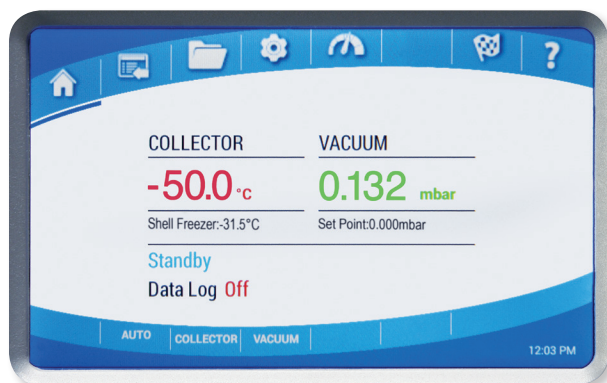 ?
COLLECTOR VACUUM
-50.0 °C 0.132 mbar
Shell Freezer:-31.5°C Set Point:0.000mbar
Standby
Data Log Off
AUTO COLLECTOR VACUUM
12:03 PM